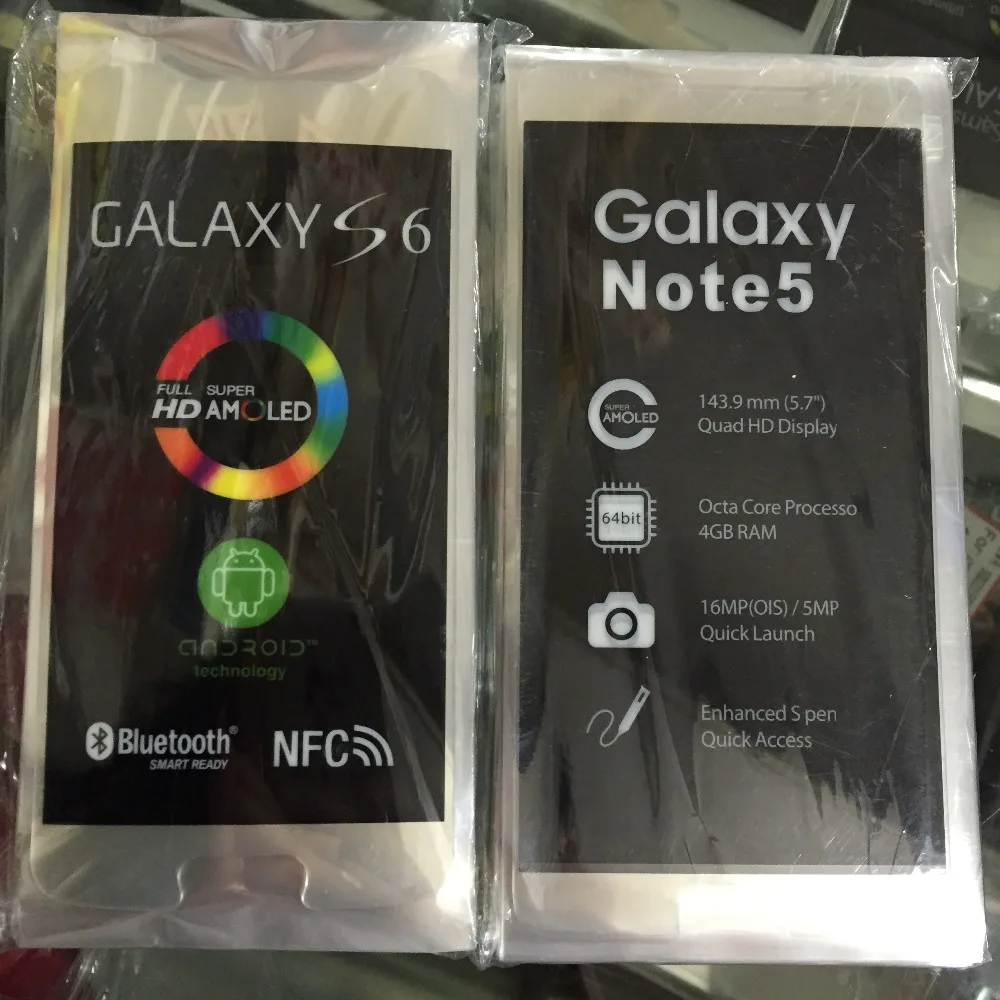 GALAXY S6
FULL SUPER
HD AMOLED
ANDROID™
technology
Bluetooth®
SMART READY
NFC
Galaxy
Note5
SUPER
AMOLED
143.9 mm (5.7")
Quad HD Display
64bit
Octa Core Processo
4GB RAM
16MP(OIS) / 5MP
Quick Launch
Enhanced S pen
Quick Access